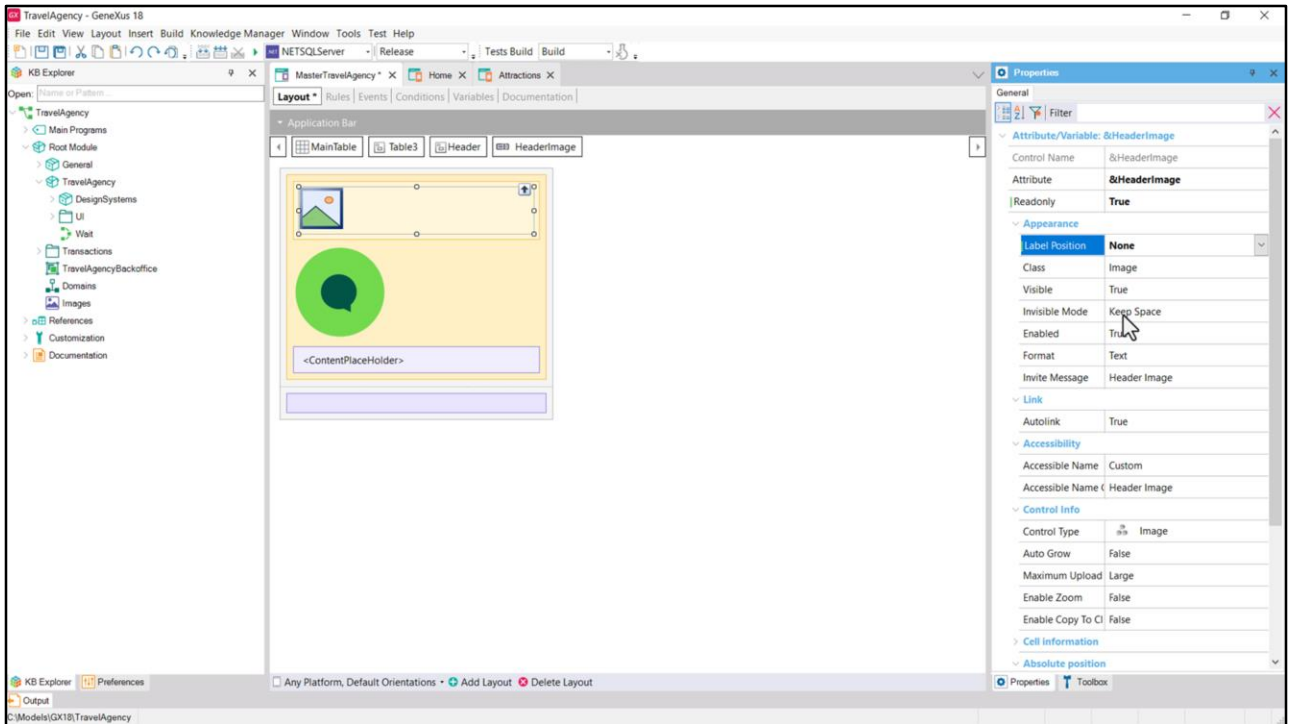 TravelAgency - GeneXus 18
File Edit View Layout Insert Build Knowledge Manager Window Tools Test Help
NETSQLServer Release Tests Build Build
KB Explorer
Open: Name or Pattern...
TravelAgency
Main Programs
Root Module
General
TravelAgency
DesignSystems
UI
Wait
Transactions
TravelAgencyBackoffice
Domains
Images
References
Customization
Documentation
KB Explorer Preferences
Output
C:\Models\GX18\TravelAgency
MasterTravelAgency * X Home X Attractions X
Layout * Rules Events Conditions Variables Documentation
Application Bar
MainTable Table3 Header HeaderImage
<ContentPlaceHolder>
Any Platform, Default Orientations • Add Layout Delete Layout
Properties
General
Filter
Attribute/Variable: &HeaderImage
Control Name &HeaderImage
Attribute &HeaderImage
Readonly True
Appearance
Label Position None
Class Image
Visible True
Invisible Mode Keep Space
Enabled
Format Text
Invite Message Header Image
Link
Autolink True
Accessibility
Accessible Name Custom
Accessible Name Header Image
Control Info
Control Type Image
Auto Grow False
Maximum Upload Large
Enable Zoom False
Enable Copy To Cl False
Cell information
Absolute position
Properties Toolbox